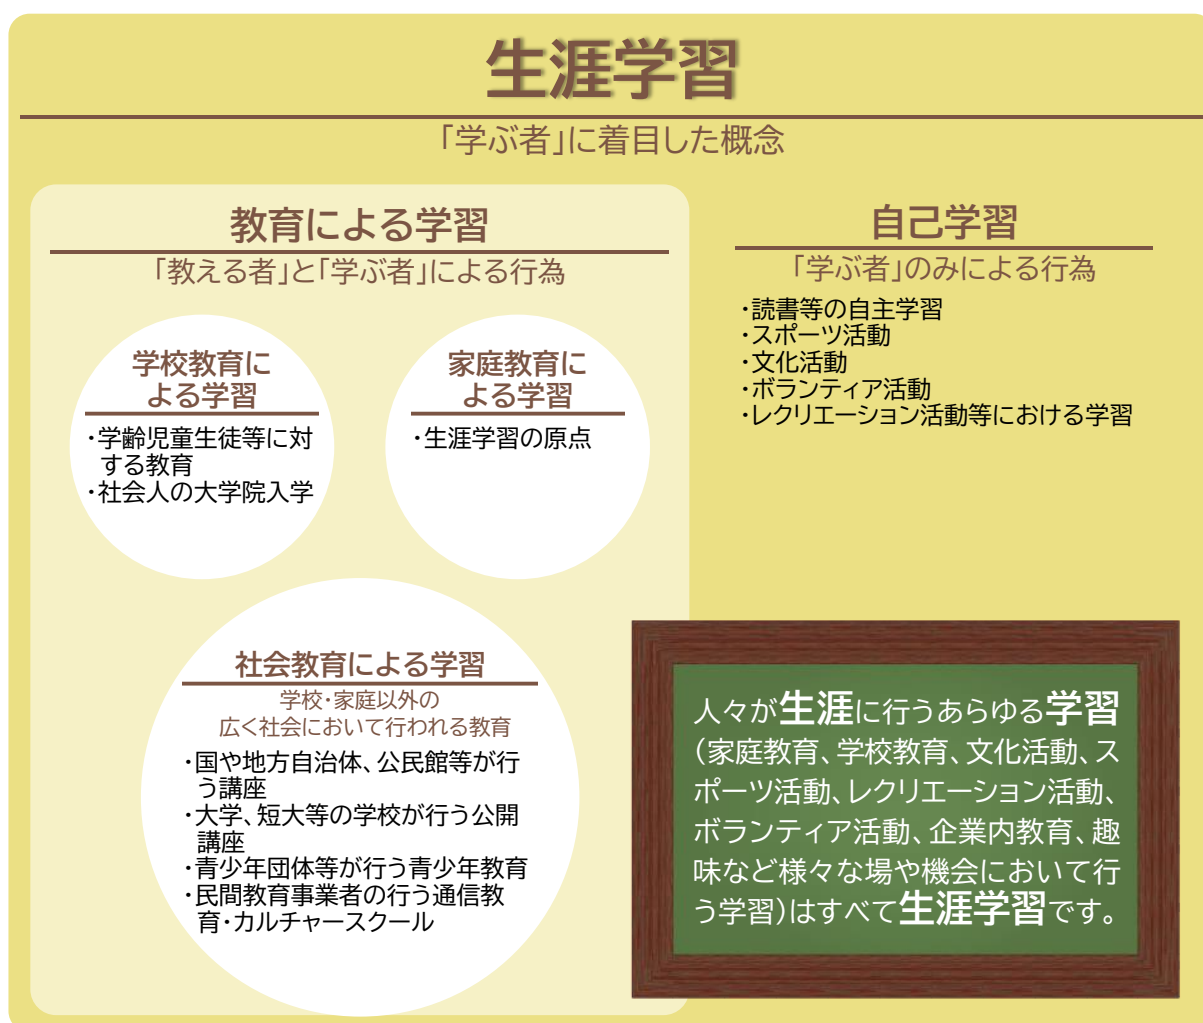 生涯学習
「学ぶ者」に着目した概念
教育による学習
「教える者」と「学ぶ者」による行為
学校教育に
よる学習
・学齢児童生徒等に対
する教育
・社会人の大学院入学
家庭教育に
よる学習
・生涯学習の原点
社会教育による学習
学校・家庭以外の
広く社会において行われる教育
・国や地方自治体、公民館等が行
う講座
・大学、短大等の学校が行う公開
講座
・青少年団体等が行う青少年教育
・民間教育事業者の行う通信教
育・カルチャースクール
自己学習
「学ぶ者」のみによる行為
・読書等の自主学習
・スポーツ活動
・文化活動
・ボランティア活動
・レクリエーション活動等における学習
人々が生涯に行うあらゆる学習
(家庭教育、学校教育、文化活動、ス
ポーツ活動、レクリエーション活動、
ボランティア活動、企業内教育、趣
味など様々な場や機会において行
う学習)はすべて生涯学習です。